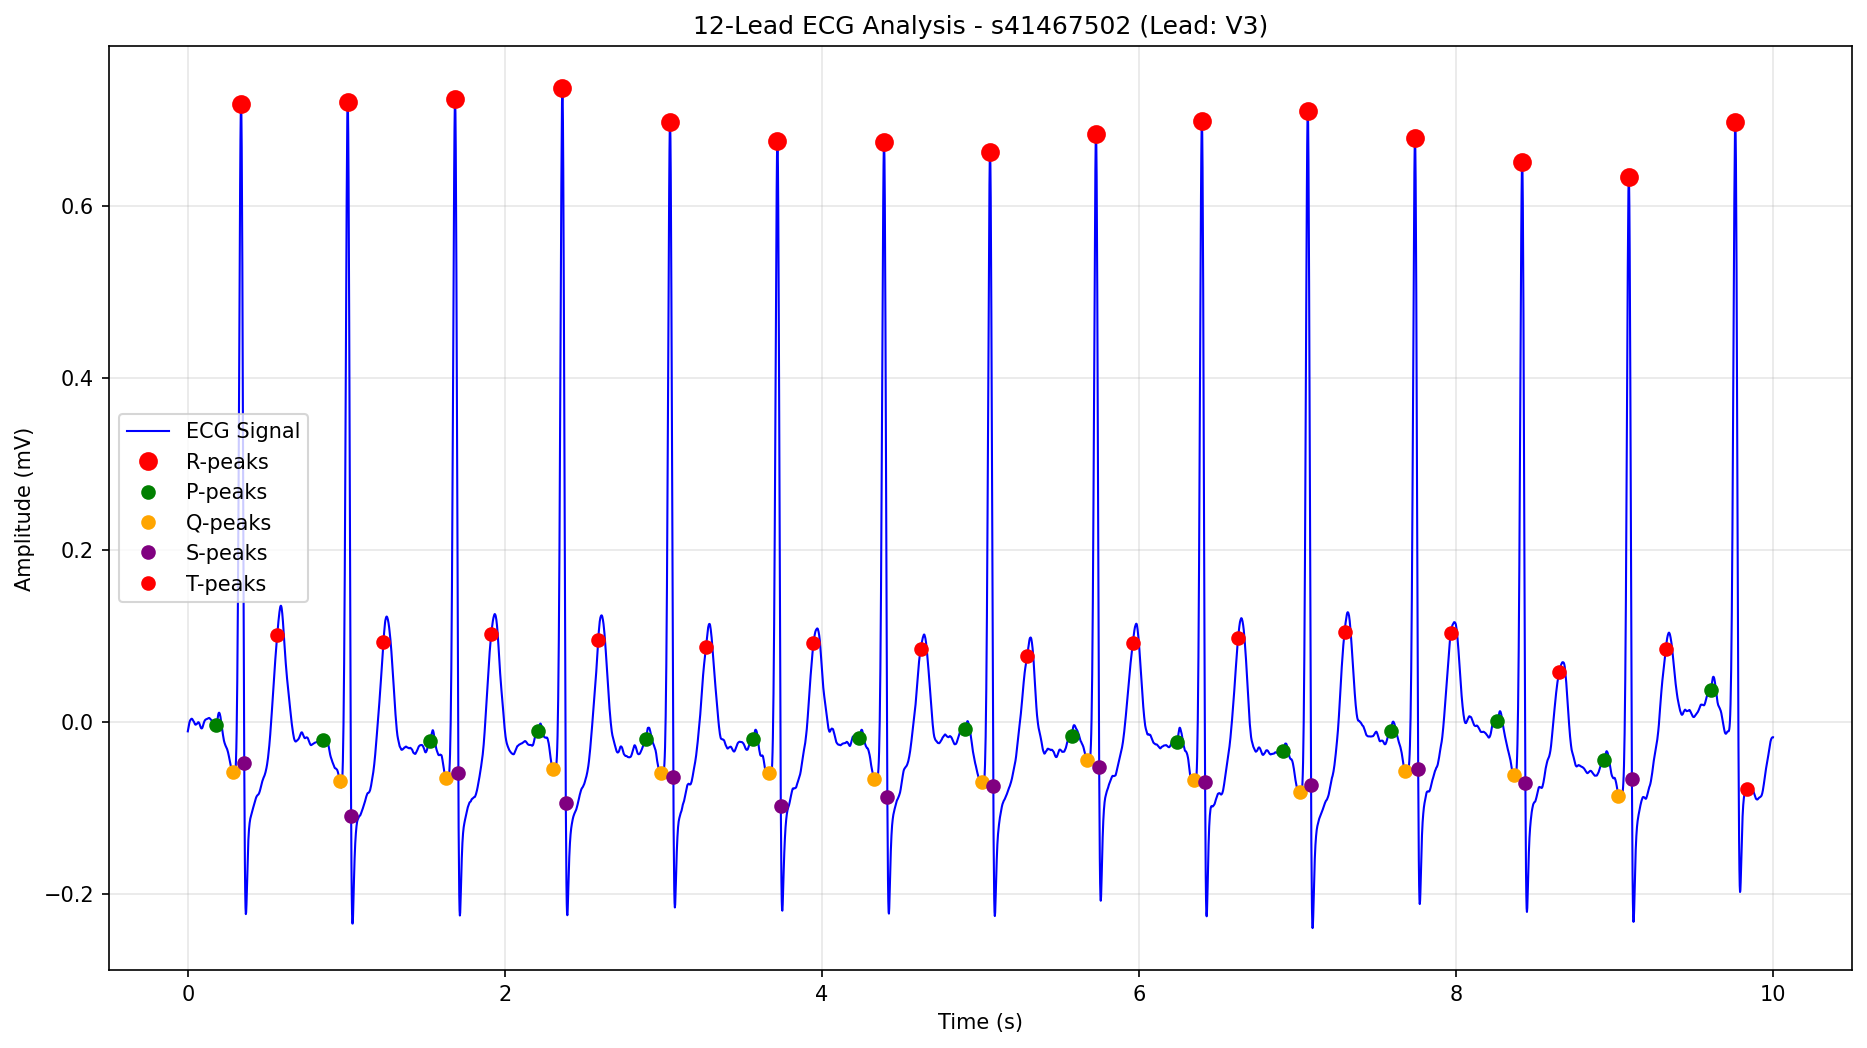 12-Lead ECG Analysis - s41467502 (Lead: V3)
Amplitude (mV)
0.6
0.4
0.2
0.0
−0.2
ECG Signal
R-peaks
P-peaks
Q-peaks
S-peaks
T-peaks
0 2 4 6 8 10
Time (s)